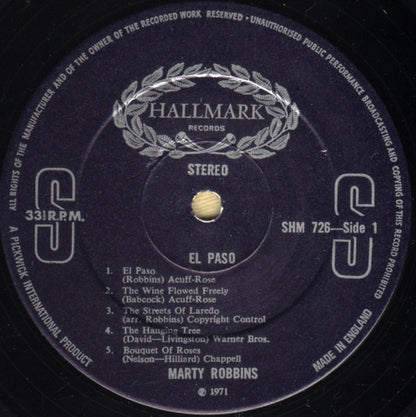 ALL RIGHTS OF THE MANUFACTURER AND OF THE OWNER OF THE RECORDED WORK RESERVED • UNAUTHORISED PUBLIC PERFORMANCE BROADCASTING AND COPYING OF THIS RECORD PROHIBITED
HALLMARK
RECORDS
STEREO
S
S
33⅓ R.P.M.
SHM 726—Side 1
EL PASO
1. El Paso
(Robbins) Acuff-Rose
2. The Wine Flowed Freely
(Babcock) Acuff-Rose
3. The Streets Of Laredo
(arr. Robbins) Copyright Control
4. The Hanging Tree
(David—Livingston) Warner Bros.
5. Bouquet Of Roses
(Nelson—Hilliard) Chappell
MARTY ROBBINS
℗ 1971
A PICKWICK INTERNATIONAL PRODUCT
MADE IN ENGLAND